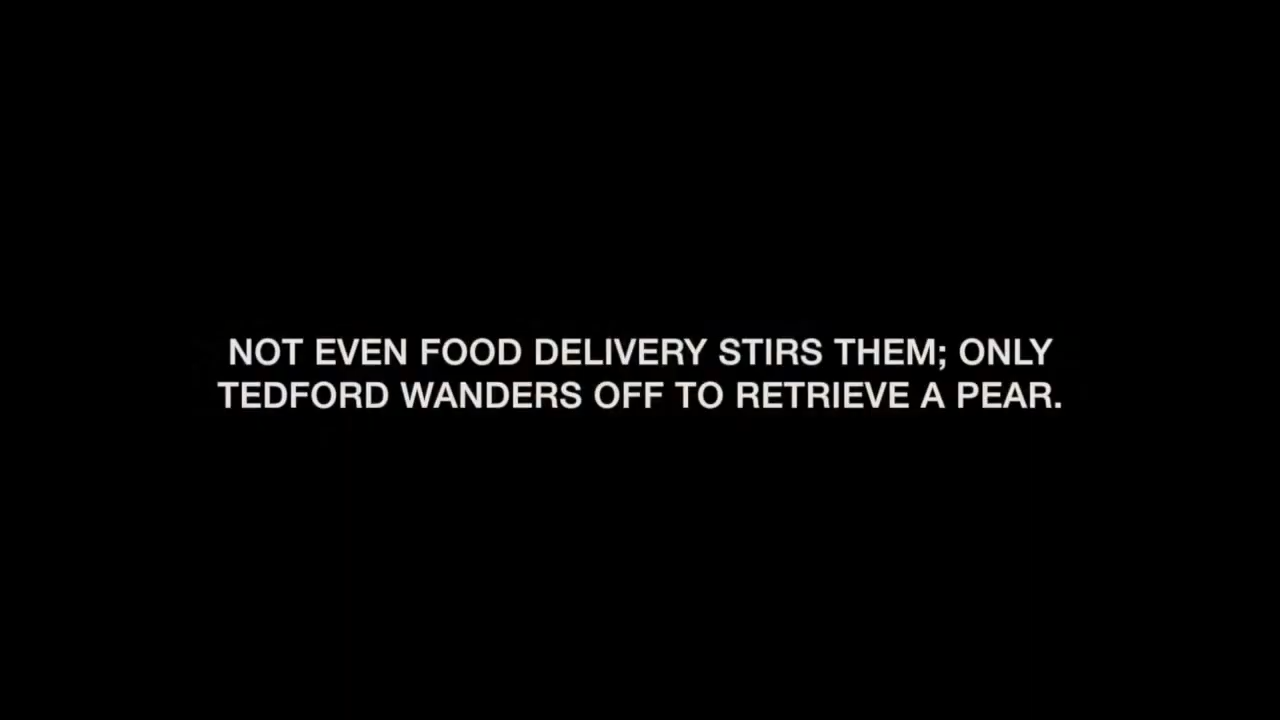 NOT EVEN FOOD DELIVERY STIRS THEM; ONLY
TEDFORD WANDERS OFF TO RETRIEVE A PEAR.